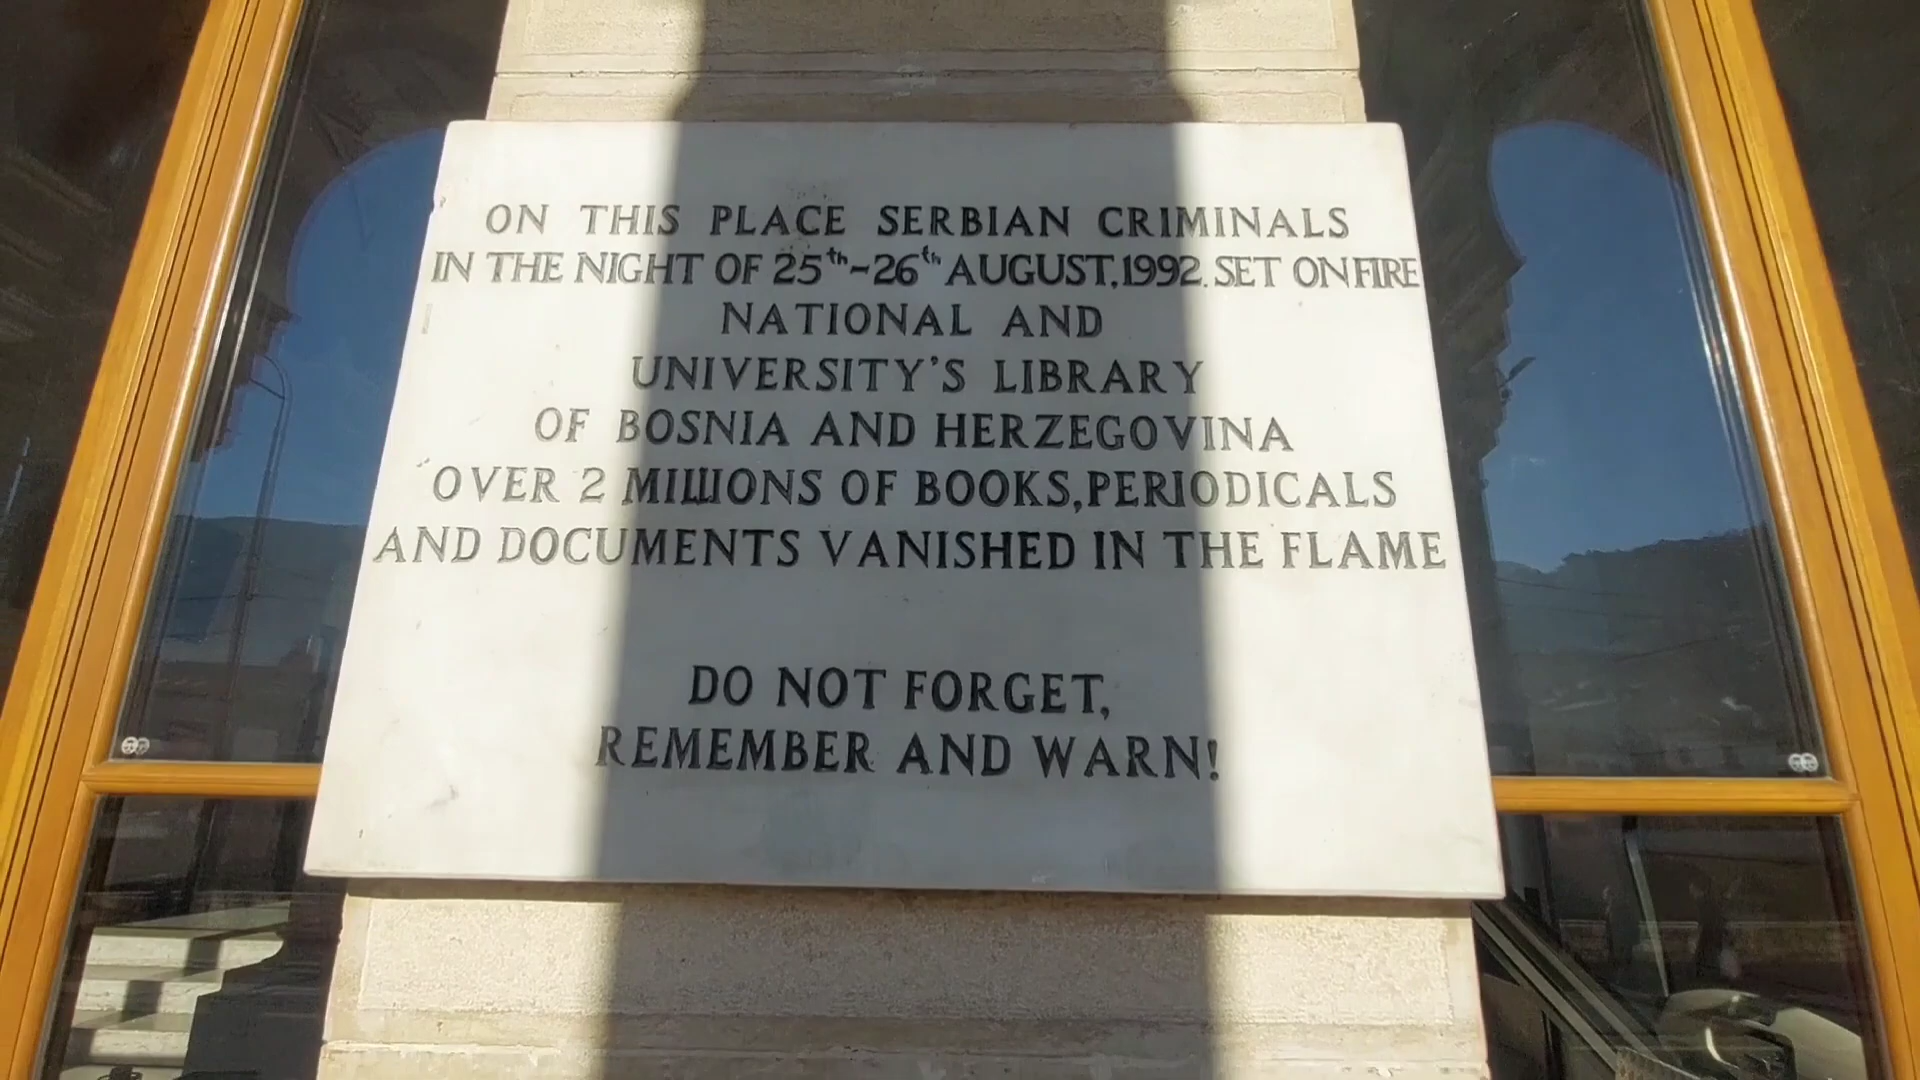 ON THIS PLACE SERBIAN CRIMINALS
IN THE NIGHT OF 25th-26th AUGUST, 1992. SET ON FIRE
NATIONAL AND
UNIVERSITY'S LIBRARY
OF BOSNIA AND HERZEGOVINA
OVER 2 MILLIONS OF BOOKS, PERIODICALS
AND DOCUMENTS VANISHED IN THE FLAME
DO NOT FORGET,
REMEMBER AND WARN!